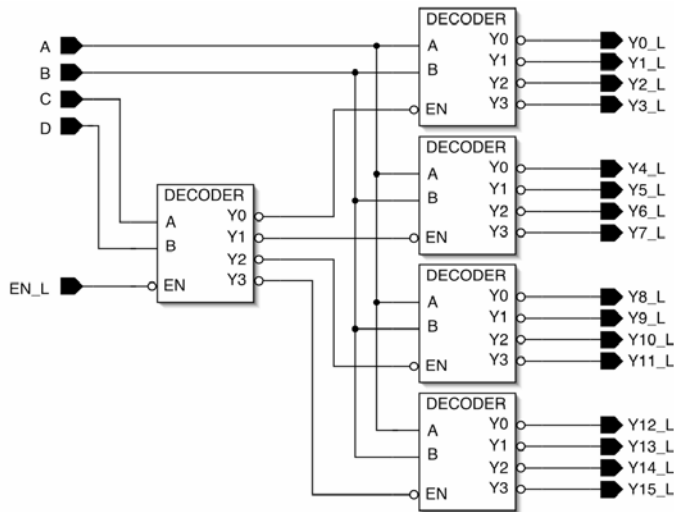 DECODER
A Y0 Y0_L
B Y1 Y1_L
Y2 Y2_L
EN Y3 Y3_L
A
B
C
D
DECODER
A Y0 Y4_L
B Y1 Y5_L
Y2 Y6_L
EN Y3 Y7_L
DECODER
A Y0
B Y1
Y2
EN_L EN Y3
DECODER
A Y0 Y8_L
B Y1 Y9_L
Y2 Y10_L
EN Y3 Y11_L
DECODER
A Y0 Y12_L
B Y1 Y13_L
Y2 Y14_L
EN Y3 Y15_L